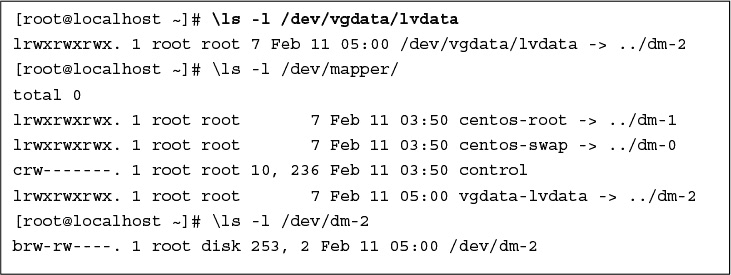 [root@localhost ~]# \ls -l /dev/vgdata/lvdata
lrwxrwxrwx. 1 root root 7 Feb 11 05:00 /dev/vgdata/lvdata -> ../dm-2
[root@localhost ~]# \ls -l /dev/mapper/
total 0
lrwxrwxrwx. 1 root root       7 Feb 11 03:50 centos-root -> ../dm-1
lrwxrwxrwx. 1 root root       7 Feb 11 03:50 centos-swap -> ../dm-0
crw-------. 1 root root 10, 236 Feb 11 03:50 control
lrwxrwxrwx. 1 root root       7 Feb 11 05:00 vgdata-lvdata -> ../dm-2
[root@localhost ~]# \ls -l /dev/dm-2
brw-rw----. 1 root disk 253, 2 Feb 11 05:00 /dev/dm-2